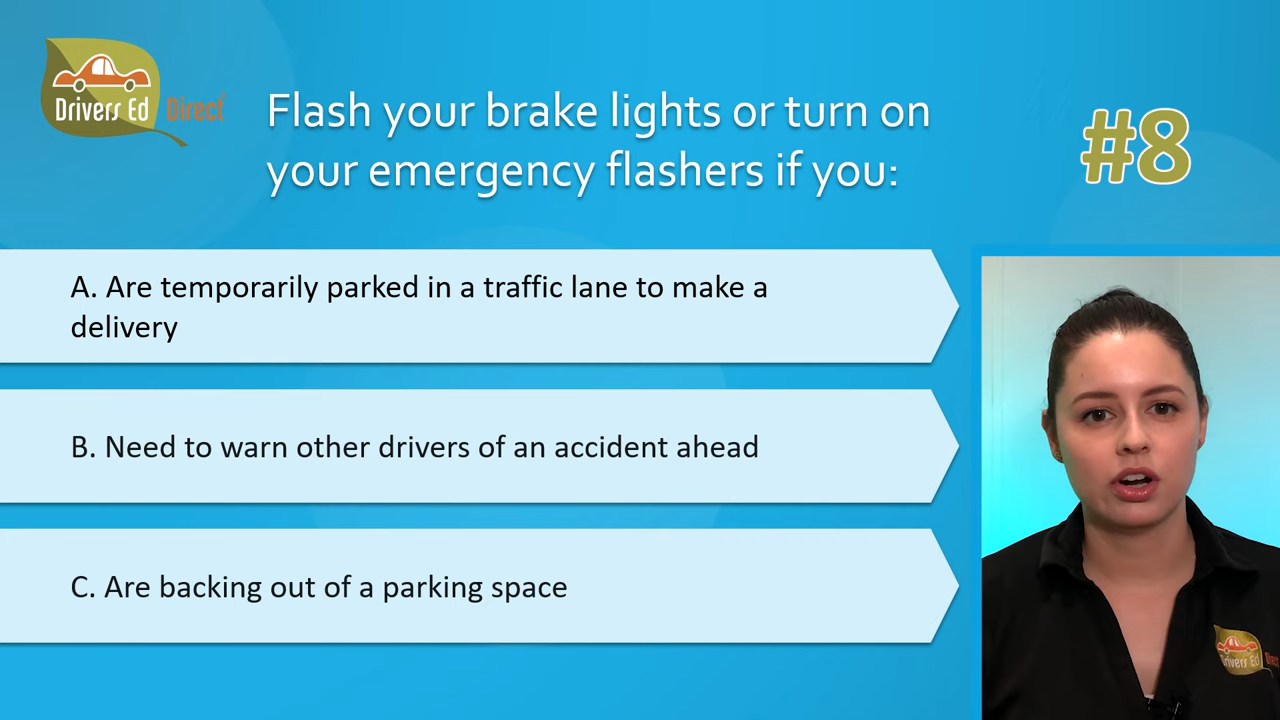 Drivers Ed Direct
Flash your brake lights or turn on
your emergency flashers if you:
#8
A. Are temporarily parked in a traffic lane to make a
delivery
B. Need to warn other drivers of an accident ahead
C. Are backing out of a parking space
Drivers Ed